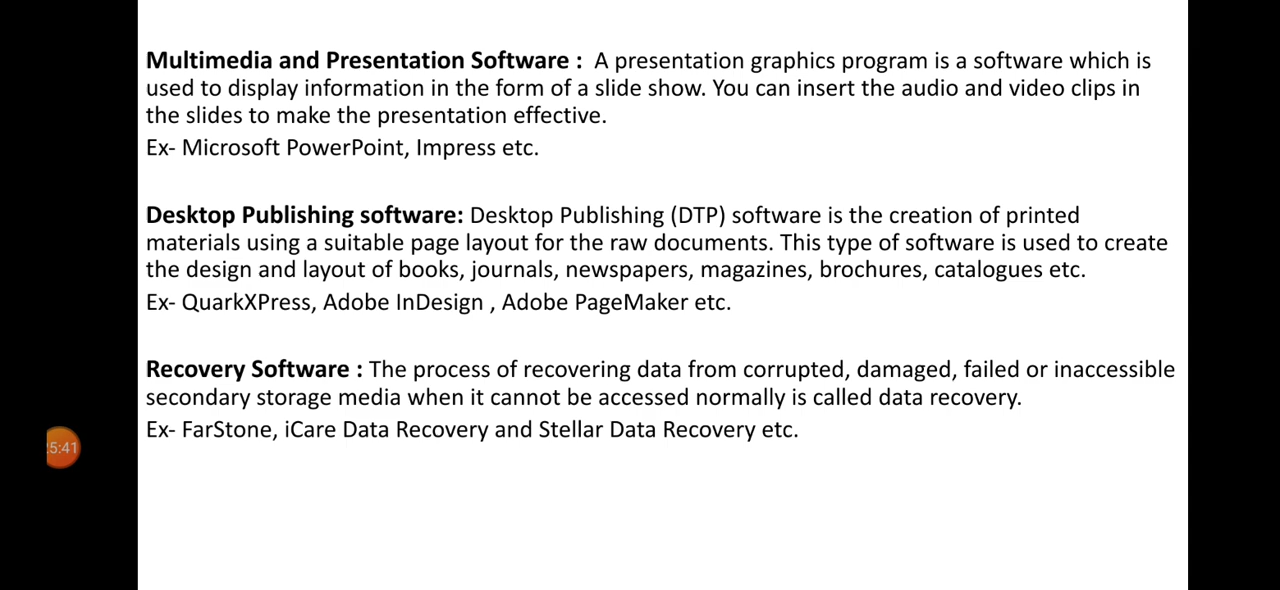 Multimedia and Presentation Software :  A presentation graphics program is a software which is
used to display information in the form of a slide show. You can insert the audio and video clips in
the slides to make the presentation effective.
Ex- Microsoft PowerPoint, Impress etc.
Desktop Publishing software: Desktop Publishing (DTP) software is the creation of printed
materials using a suitable page layout for the raw documents. This type of software is used to create
the design and layout of books, journals, newspapers, magazines, brochures, catalogues etc.
Ex- QuarkXPress, Adobe InDesign , Adobe PageMaker etc.
Recovery Software : The process of recovering data from corrupted, damaged, failed or inaccessible
secondary storage media when it cannot be accessed normally is called data recovery.
Ex- FarStone, iCare Data Recovery and Stellar Data Recovery etc.
5:41